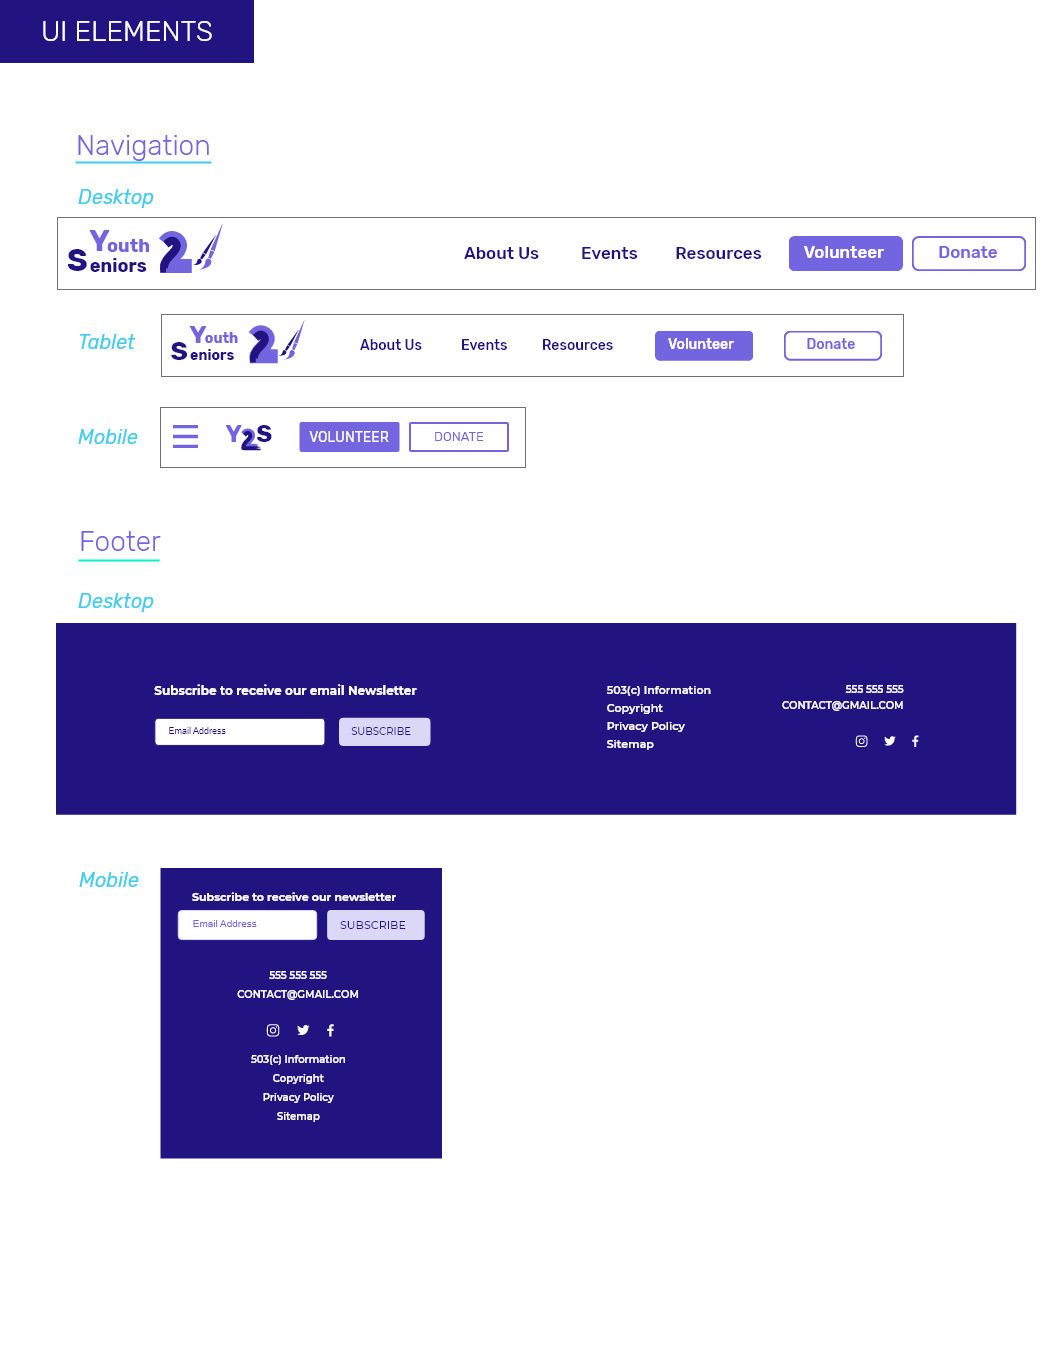 UI ELEMENTS
Navigation
Desktop
Youth
Seniors
2
About Us
Events
Resources
Volunteer
Donate
Tablet
Youth
Seniors
2
About Us
Events
Resources
Volunteer
Donate
Mobile
Y2S
VOLUNTEER
DONATE
Footer
Desktop
Subscribe to receive our email Newsletter
Email Address
SUBSCRIBE
503(c) Information
Copyright
Privacy Policy
Sitemap
555 555 555
CONTACT@GMAIL.COM
Mobile
Subscribe to receive our newsletter
Email Address
SUBSCRIBE
555 555 555
CONTACT@GMAIL.COM
503(c) Information
Copyright
Privacy Policy
Sitemap